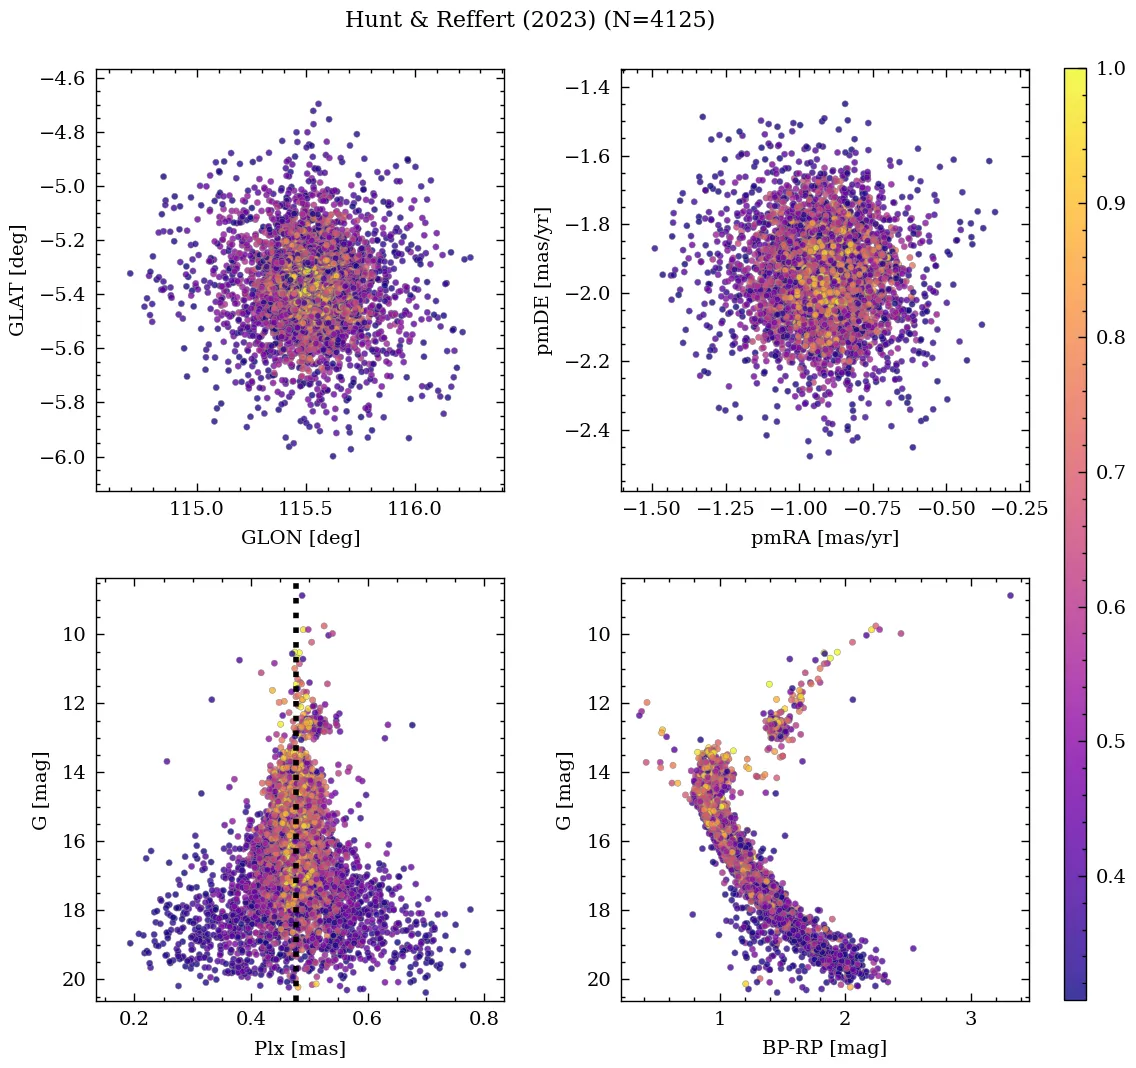 Hunt & Reffert (2023) (N=4125)
−4.6
−4.8
−5.0
−5.2
−5.4
−5.6
−5.8
−6.0
GLAT [deg]
115.0 115.5 116.0
GLON [deg]
−1.4
−1.6
−1.8
−2.0
−2.2
−2.4
pmDE [mas/yr]
−1.50 −1.25 −1.00 −0.75 −0.50 −0.25
pmRA [mas/yr]
1.0
0.9
0.8
0.7
0.6
0.5
0.4
10
12
14
16
18
20
G [mag]
0.2 0.4 0.6 0.8
Plx [mas]
10
12
14
16
18
20
G [mag]
1 2 3
BP-RP [mag]